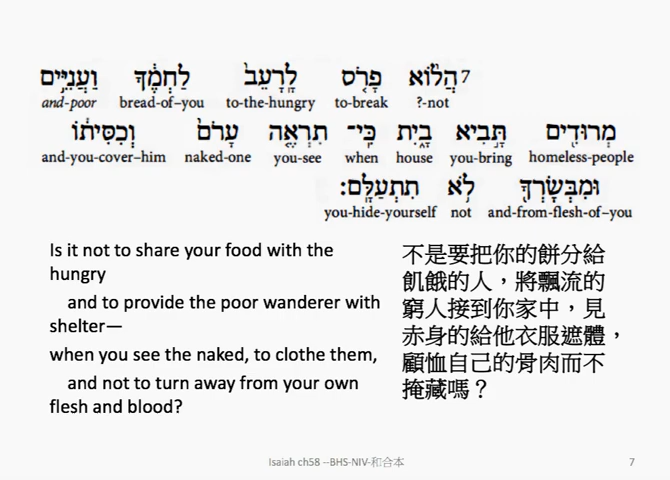 7 הֲל֨וֹא פָרֹ֤ס לָֽרָעֵב֙ לַחְמֶ֔ךָ וַעֲנִיִּ֥ים
and-poor bread-of–you to-the-hungry to-break ?-not
מְרוּדִ֖ים תָּ֣בִיא בָ֑יִת כִּֽי־ תִרְאֶ֤ה עָרֹם֙ וְכִסִּית֔וֹ
and-you-cover–him naked-one you-see when house you-bring homeless-people
וּמִבְּשָׂרְךָ֖ לֹ֥א תִתְעַלָּֽם׃
you-hide-yourself not and-from-flesh-of–you
Is it not to share your food with the
hungry
and to provide the poor wanderer with
shelter—
when you see the naked, to clothe them,
and not to turn away from your own
flesh and blood?
不是要把你的餅分給
飢餓的人，將飄流的
窮人接到你家中，見
赤身的給他衣服遮體，
顧恤自己的骨肉而不
掩藏嗎？
Isaiah ch58 --BHS-NIV-和合本
7